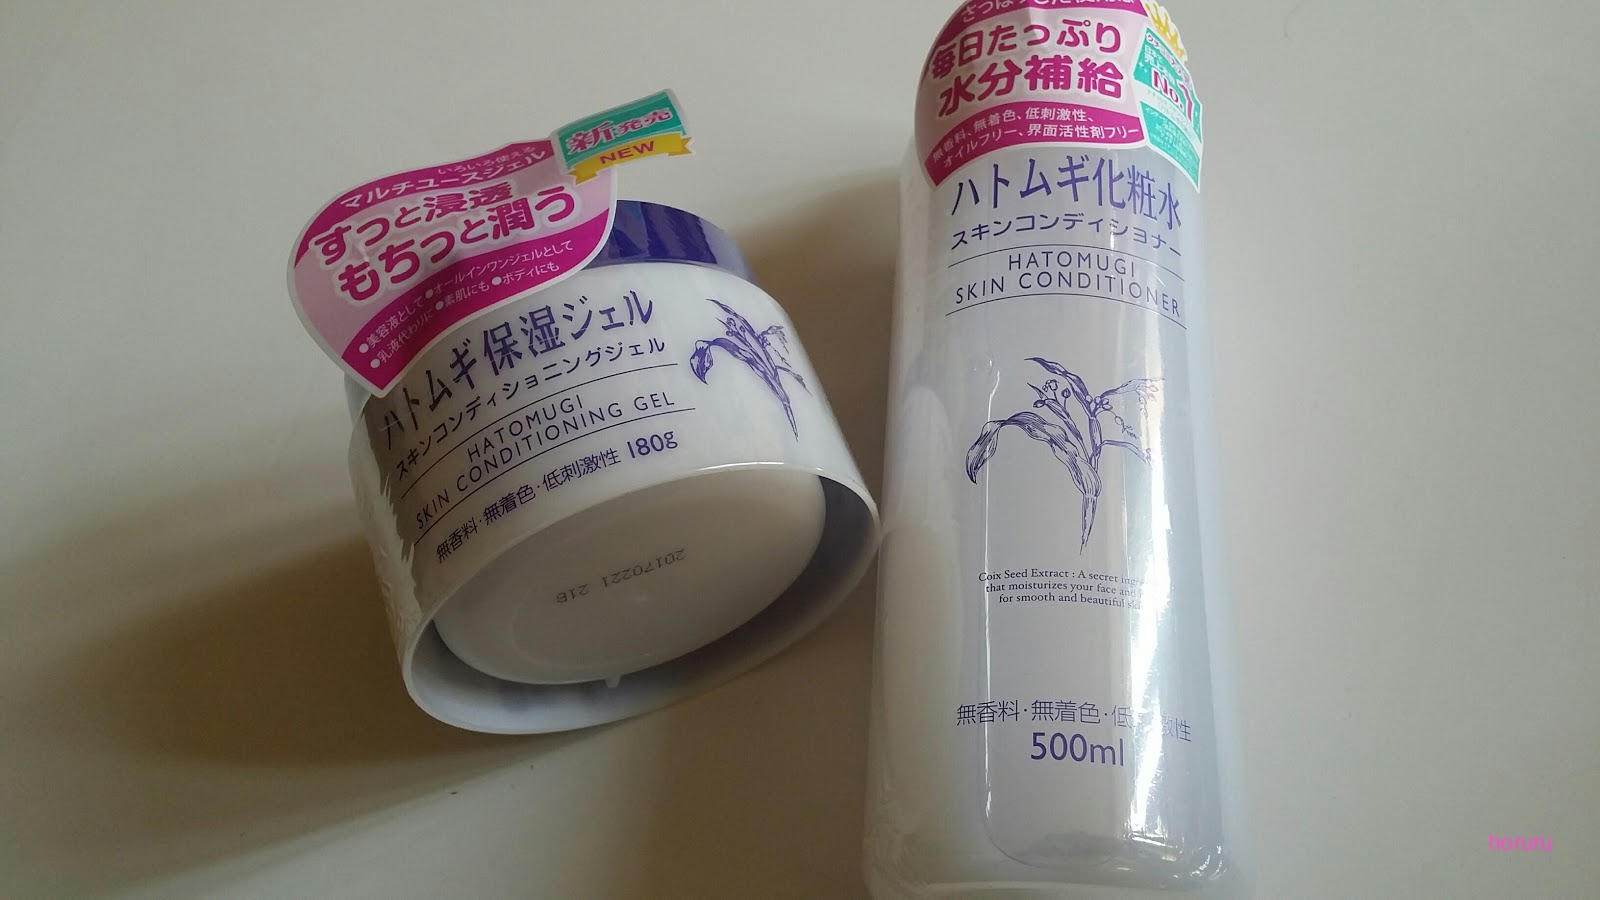 新発売
NEW
いろいろ使える
マルチユースジェル
すっと浸透
もちっと潤う
●美容液として●オールインワンジェルとして
●乳液代わりに●素肌にも●ボディにも
ハトムギ保湿ジェル
スキンコンディショニングジェル
HATOMUGI
SKIN CONDITIONING GEL
無香料・無着色・低刺激性 180g
20170221 21B
毎日たっぷり
水分補給
無香料、無着色、低刺激性、
オイルフリー、界面活性剤フリー
No.1
ハトムギ化粧水
スキンコンディショナー
HATOMUGI
SKIN CONDITIONER
Coix Seed Extract : A secret
that moisturizes your face and
for smooth and beautiful
無香料・無着色・低刺激性
500ml
haruru